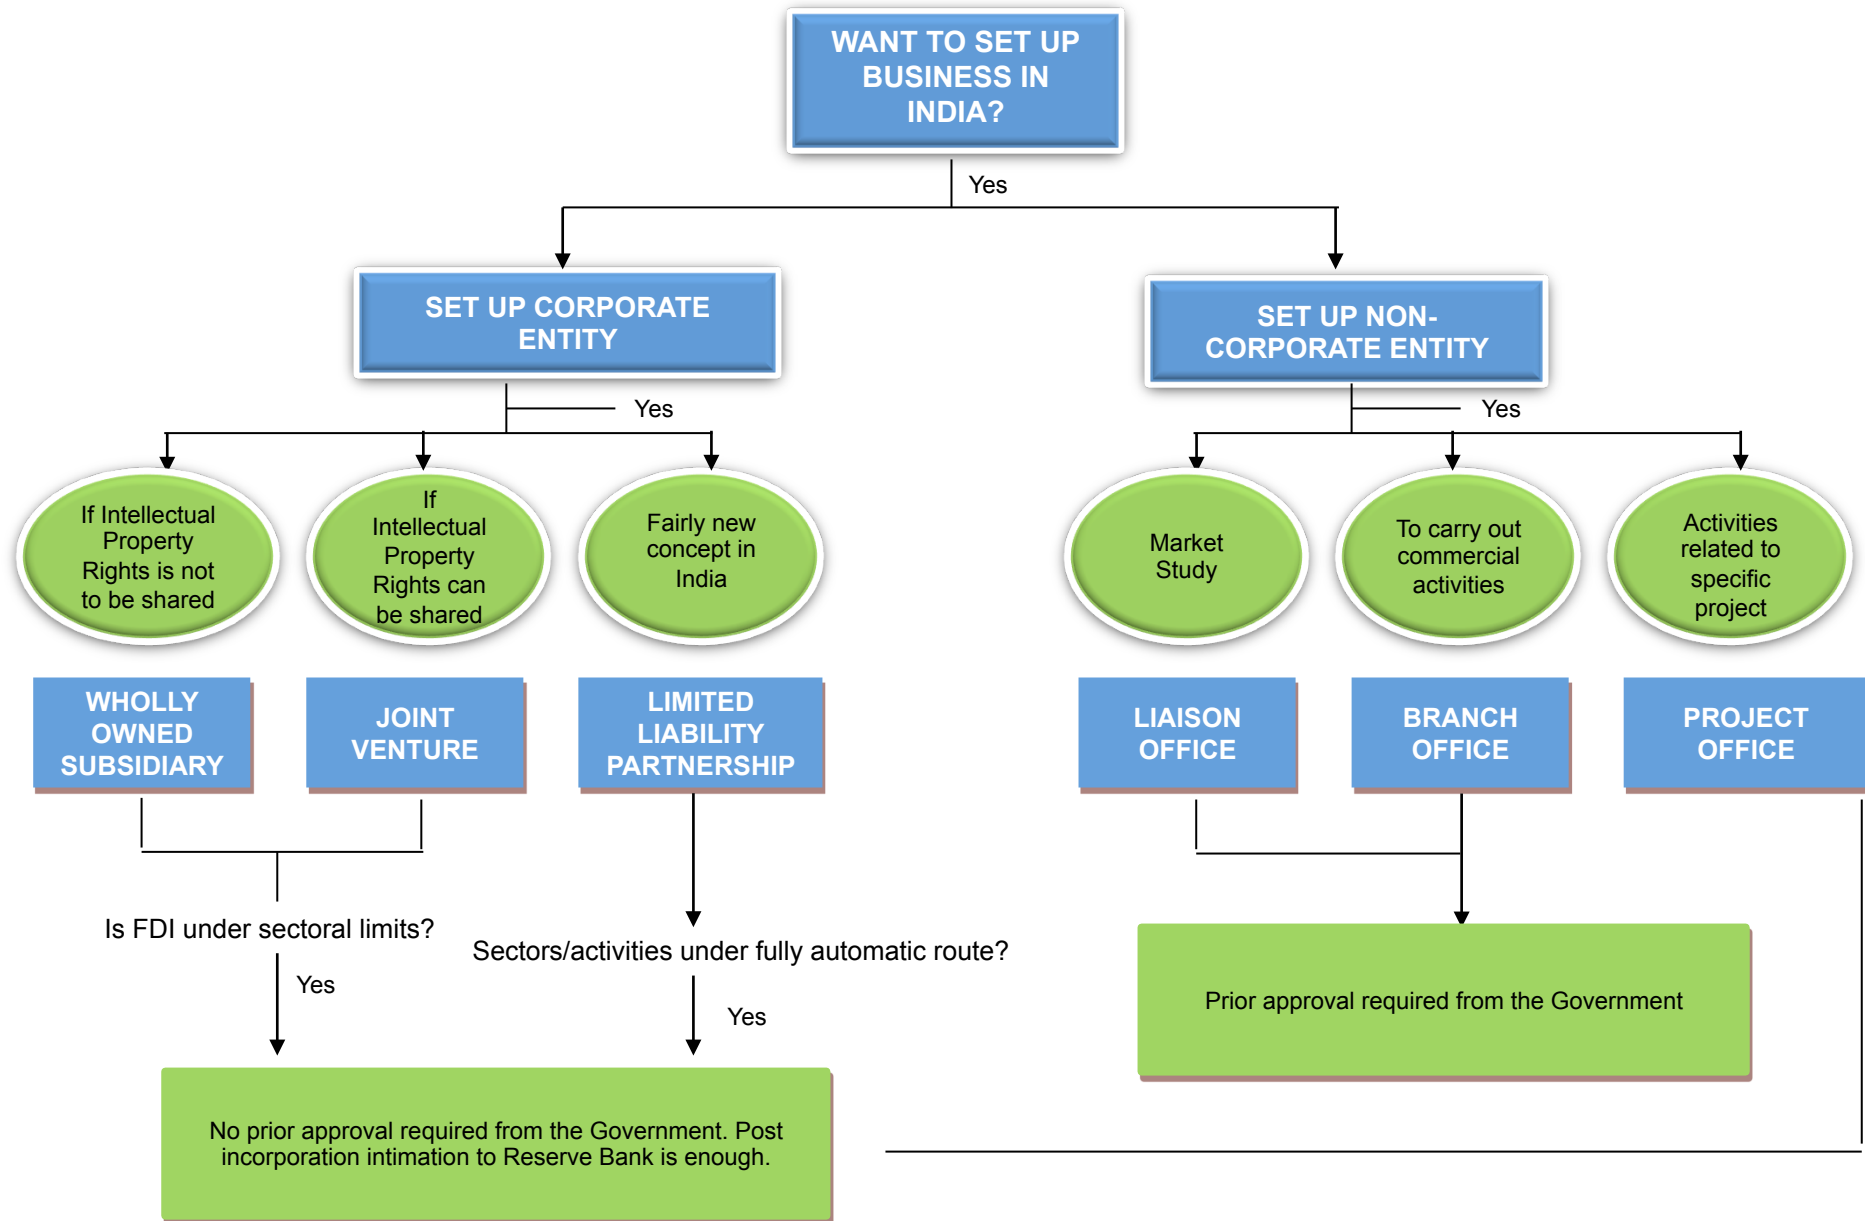 WANT TO SET UP
BUSINESS IN
INDIA?
Yes
SET UP CORPORATE
ENTITY
SET UP NON-
CORPORATE ENTITY
Yes
Yes
If Intellectual
Property
Rights is not
to be shared
If
Intellectual
Property
Rights can
be shared
Fairly new
concept in
India
Market
Study
To carry out
commercial
activities
Activities
related to
specific
project
WHOLLY
OWNED
SUBSIDIARY
JOINT
VENTURE
LIMITED
LIABILITY
PARTNERSHIP
LIAISON
OFFICE
BRANCH
OFFICE
PROJECT
OFFICE
Is FDI under sectoral limits?
Sectors/activities under fully automatic route?
Yes
Yes
Prior approval required from the Government
No prior approval required from the Government. Post
incorporation intimation to Reserve Bank is enough.